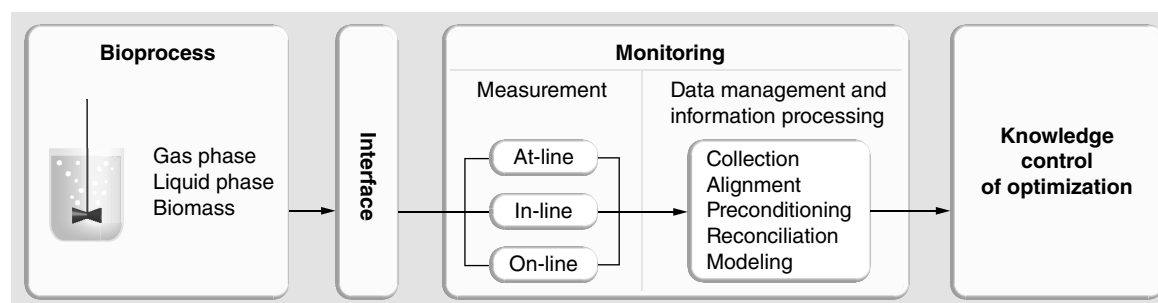 Bioprocess
Gas phase
Liquid phase
Biomass
Interface
Monitoring
Measurement
At-line
In-line
On-line
Data management and
information processing
Collection
Alignment
Preconditioning
Reconciliation
Modeling
Knowledge
control
of optimization